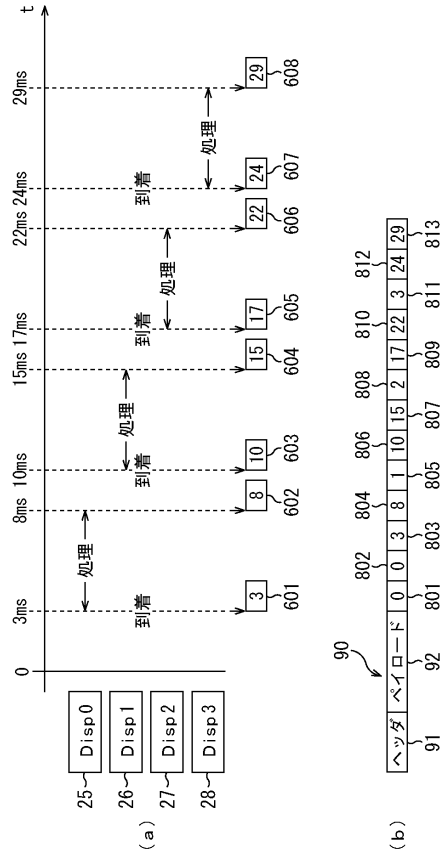 0 3ms 8ms 10ms 15ms 17ms 22ms 24ms 29ms t
25 Disp0 処理
26 Disp1 処理
到着 到着 到着 到着
27 Disp2 処理
28 Disp3 処理
3 8 10 15 17 22 24 29
601 602 603 604 605 606 607 608
(a)
90
802 804 806 808 810 812
ヘッダ ペイロード 0 0 3 8 1 10 15 2 17 22 3 24 29
91 92 801 803 805 807 809 811 813
(b)